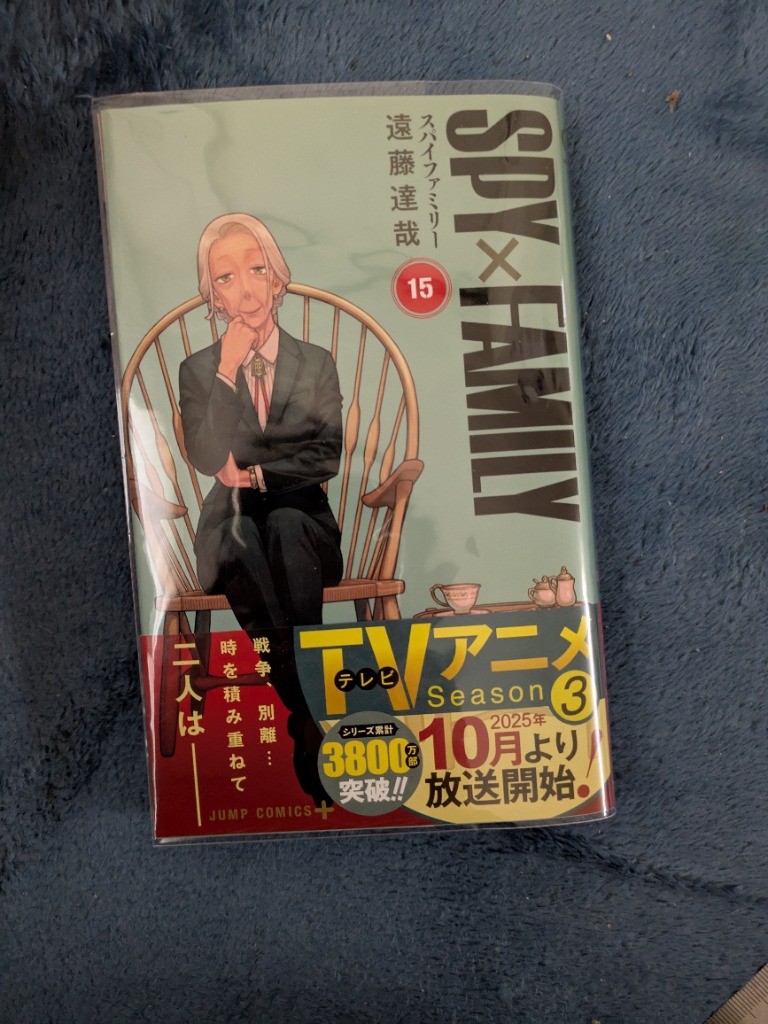 SPY×FAMILY
スパイファミリー
遠藤達哉
15
戦争、別離…
時を積み重ねて
二人は――
TVアニメ
テレビ
Season 3
シリーズ累計
3800万部
突破!!
2025年
10月より
放送開始!
JUMP COMICS+